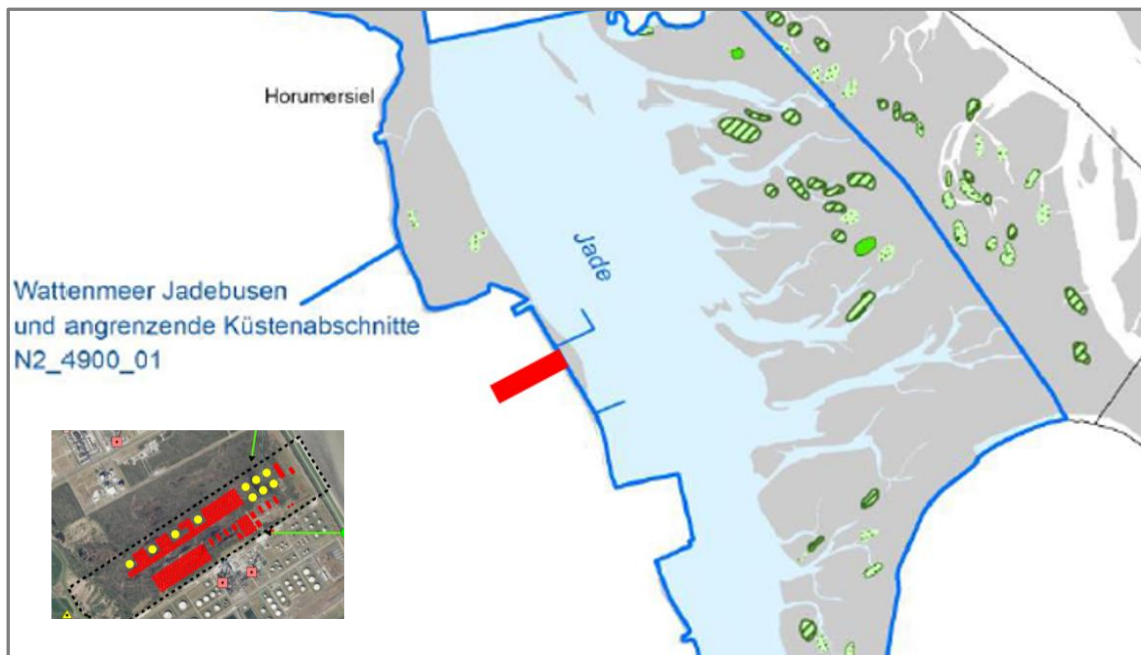 Horumersiel
Jade
Wattenmeer Jadebusen
und angrenzende Küstenabschnitte
N2_4900_01